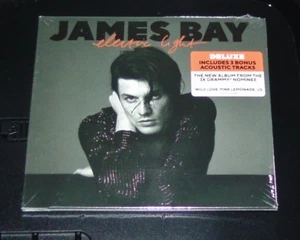 JAMES BAY
electric light
DELUXE
INCLUDES 3 BONUS
ACOUSTIC TRACKS
THE NEW ALBUM FROM THE
3X GRAMMY NOMINEE
WILD LOVE, PINK LEMONADE, US